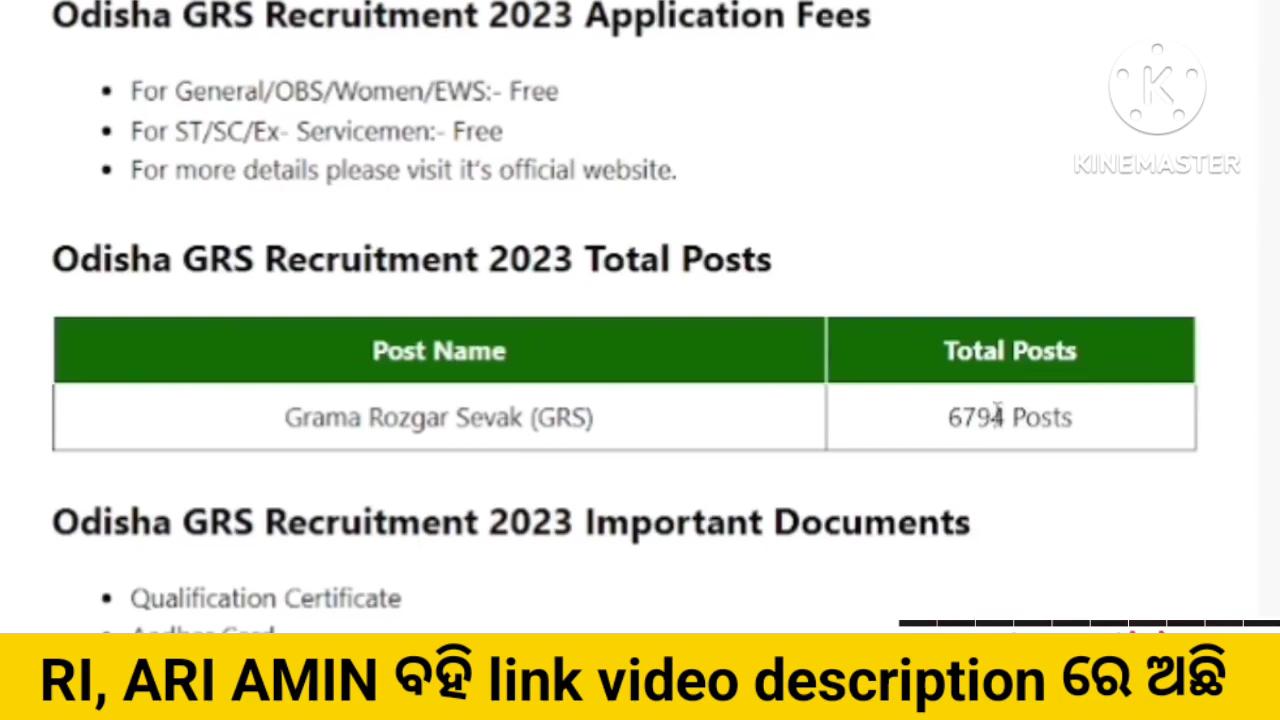 Odisha GRS Recruitment 2023 Application Fees
• For General/OBS/Women/EWS:- Free
• For ST/SC/Ex- Servicemen:- Free
• For more details please visit it's official website.
K
KINEMASTER
Odisha GRS Recruitment 2023 Total Posts
Post Name Total Posts
Grama Rozgar Sevak (GRS) 6794 Posts
Odisha GRS Recruitment 2023 Important Documents
• Qualification Certificate
RI, ARI AMIN ବହି link video description ରେ ଅଛି